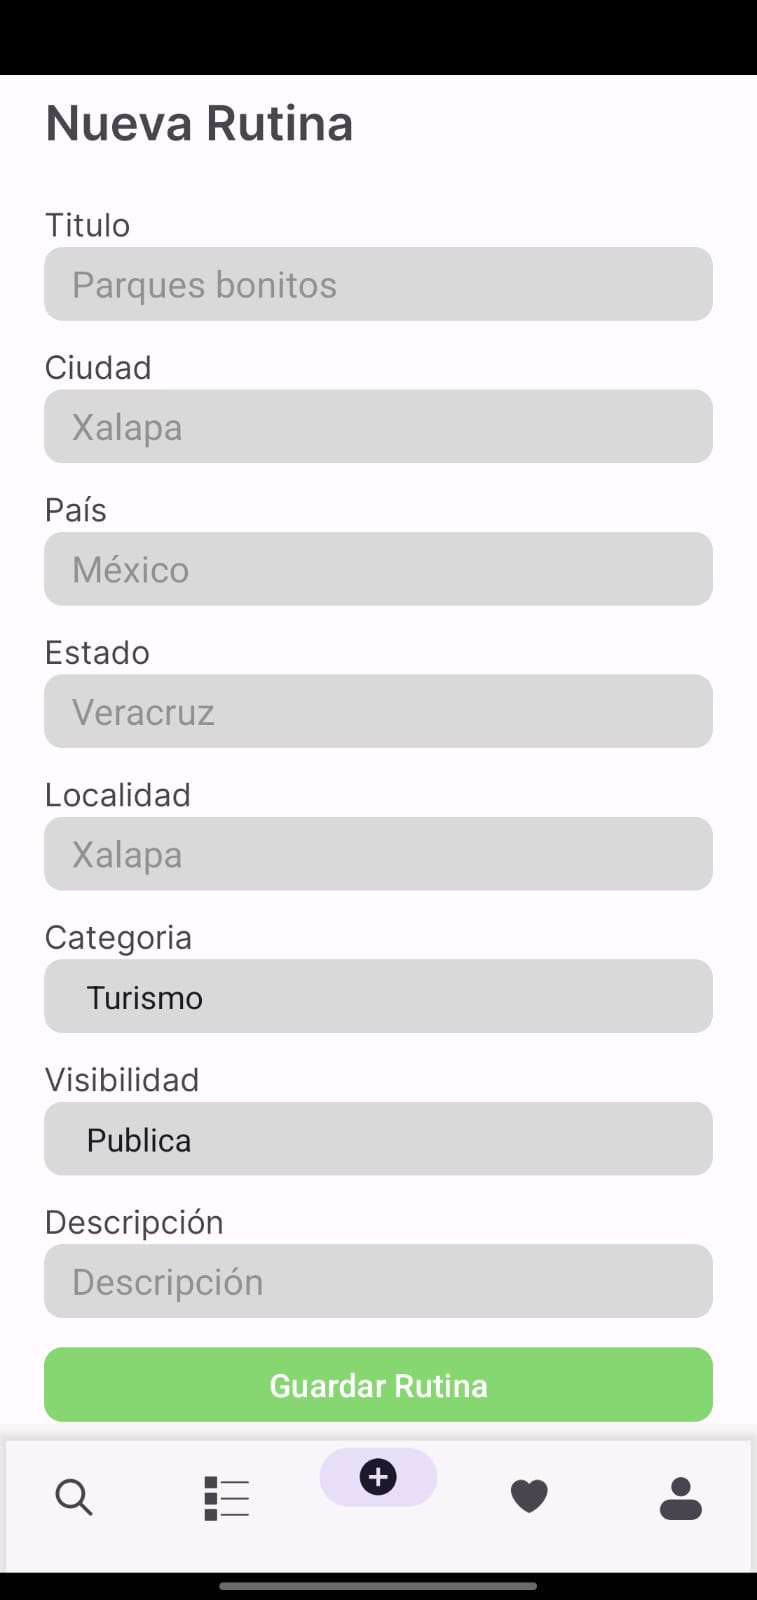 Nueva Rutina
Titulo
Parques bonitos
Ciudad
Xalapa
País
México
Estado
Veracruz
Localidad
Xalapa
Categoria
Turismo
Visibilidad
Publica
Descripción
Descripción
Guardar Rutina